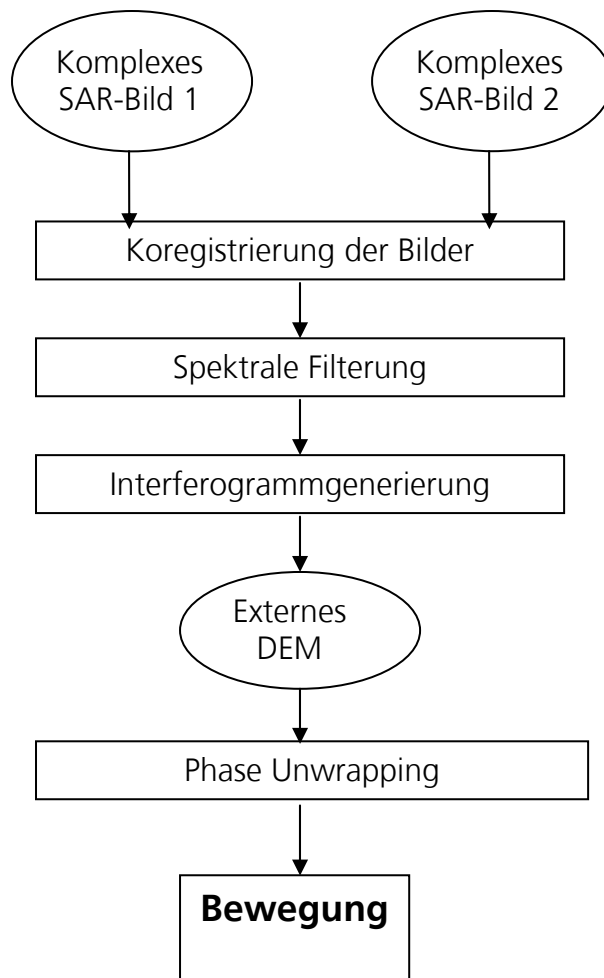 Komplexes
SAR-Bild 1
Komplexes
SAR-Bild 2
Koregistrierung der Bilder
Spektrale Filterung
Interferogrammgenerierung
Externes
DEM
Phase Unwrapping
Bewegung